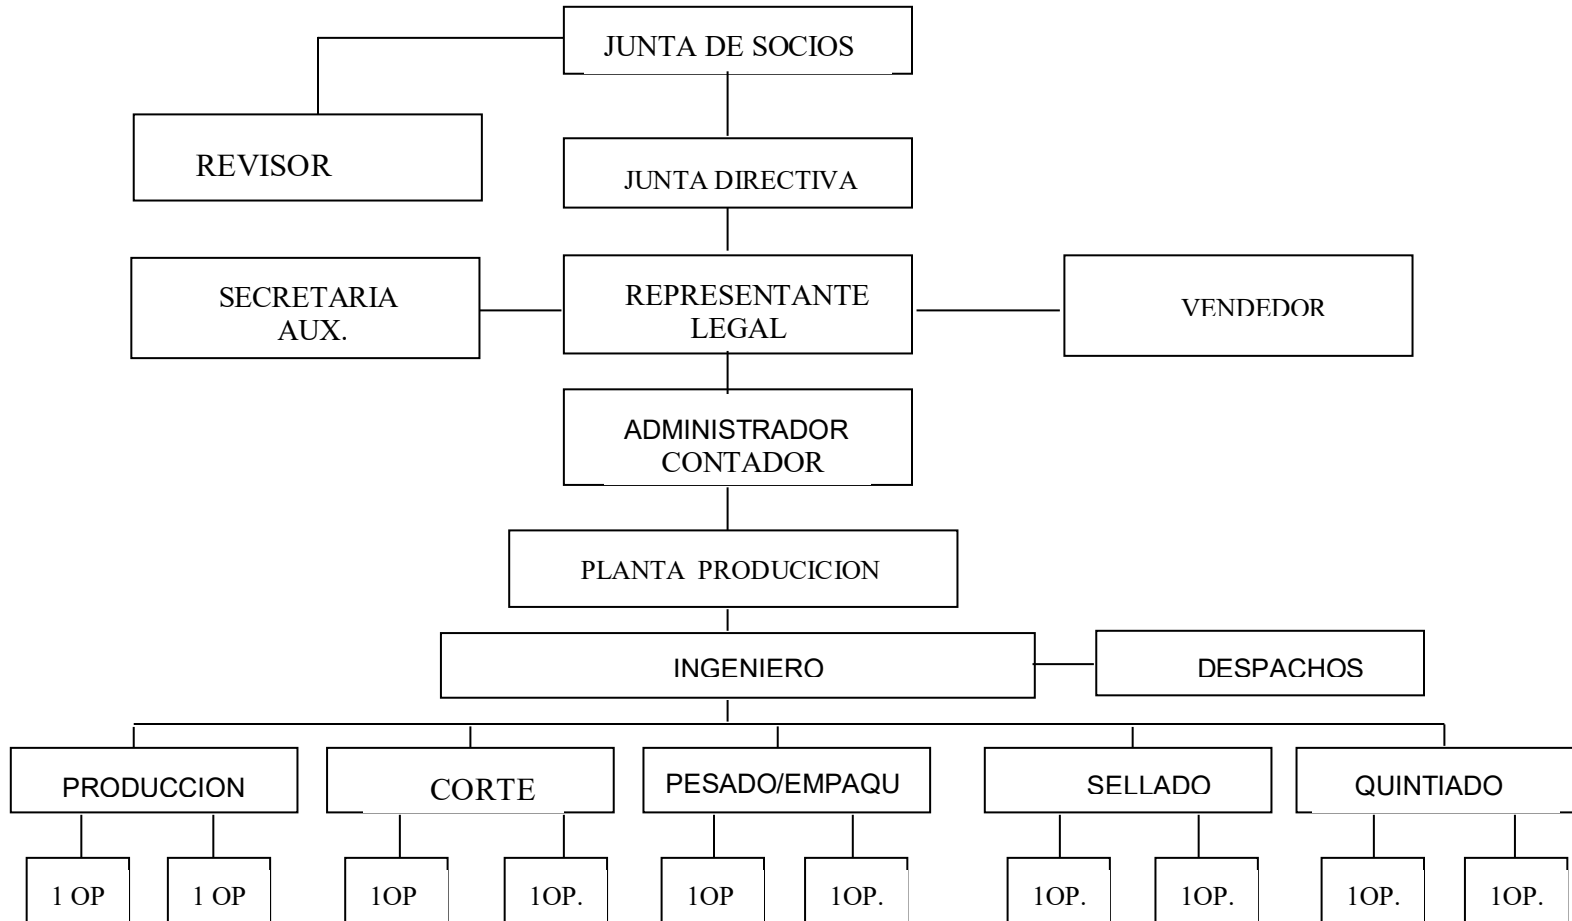 JUNTA DE SOCIOS
REVISOR
JUNTA DIRECTIVA
SECRETARIA
AUX.
REPRESENTANTE
LEGAL
VENDEDOR
ADMINISTRADOR
CONTADOR
PLANTA PRODUCICION
INGENIERO
DESPACHOS
PRODUCCION
CORTE
PESADO/EMPAQU
SELLADO
QUINTIADO
1 OP
1 OP
1OP
1OP.
1OP
1OP.
1OP.
1OP.
1OP.
1OP.